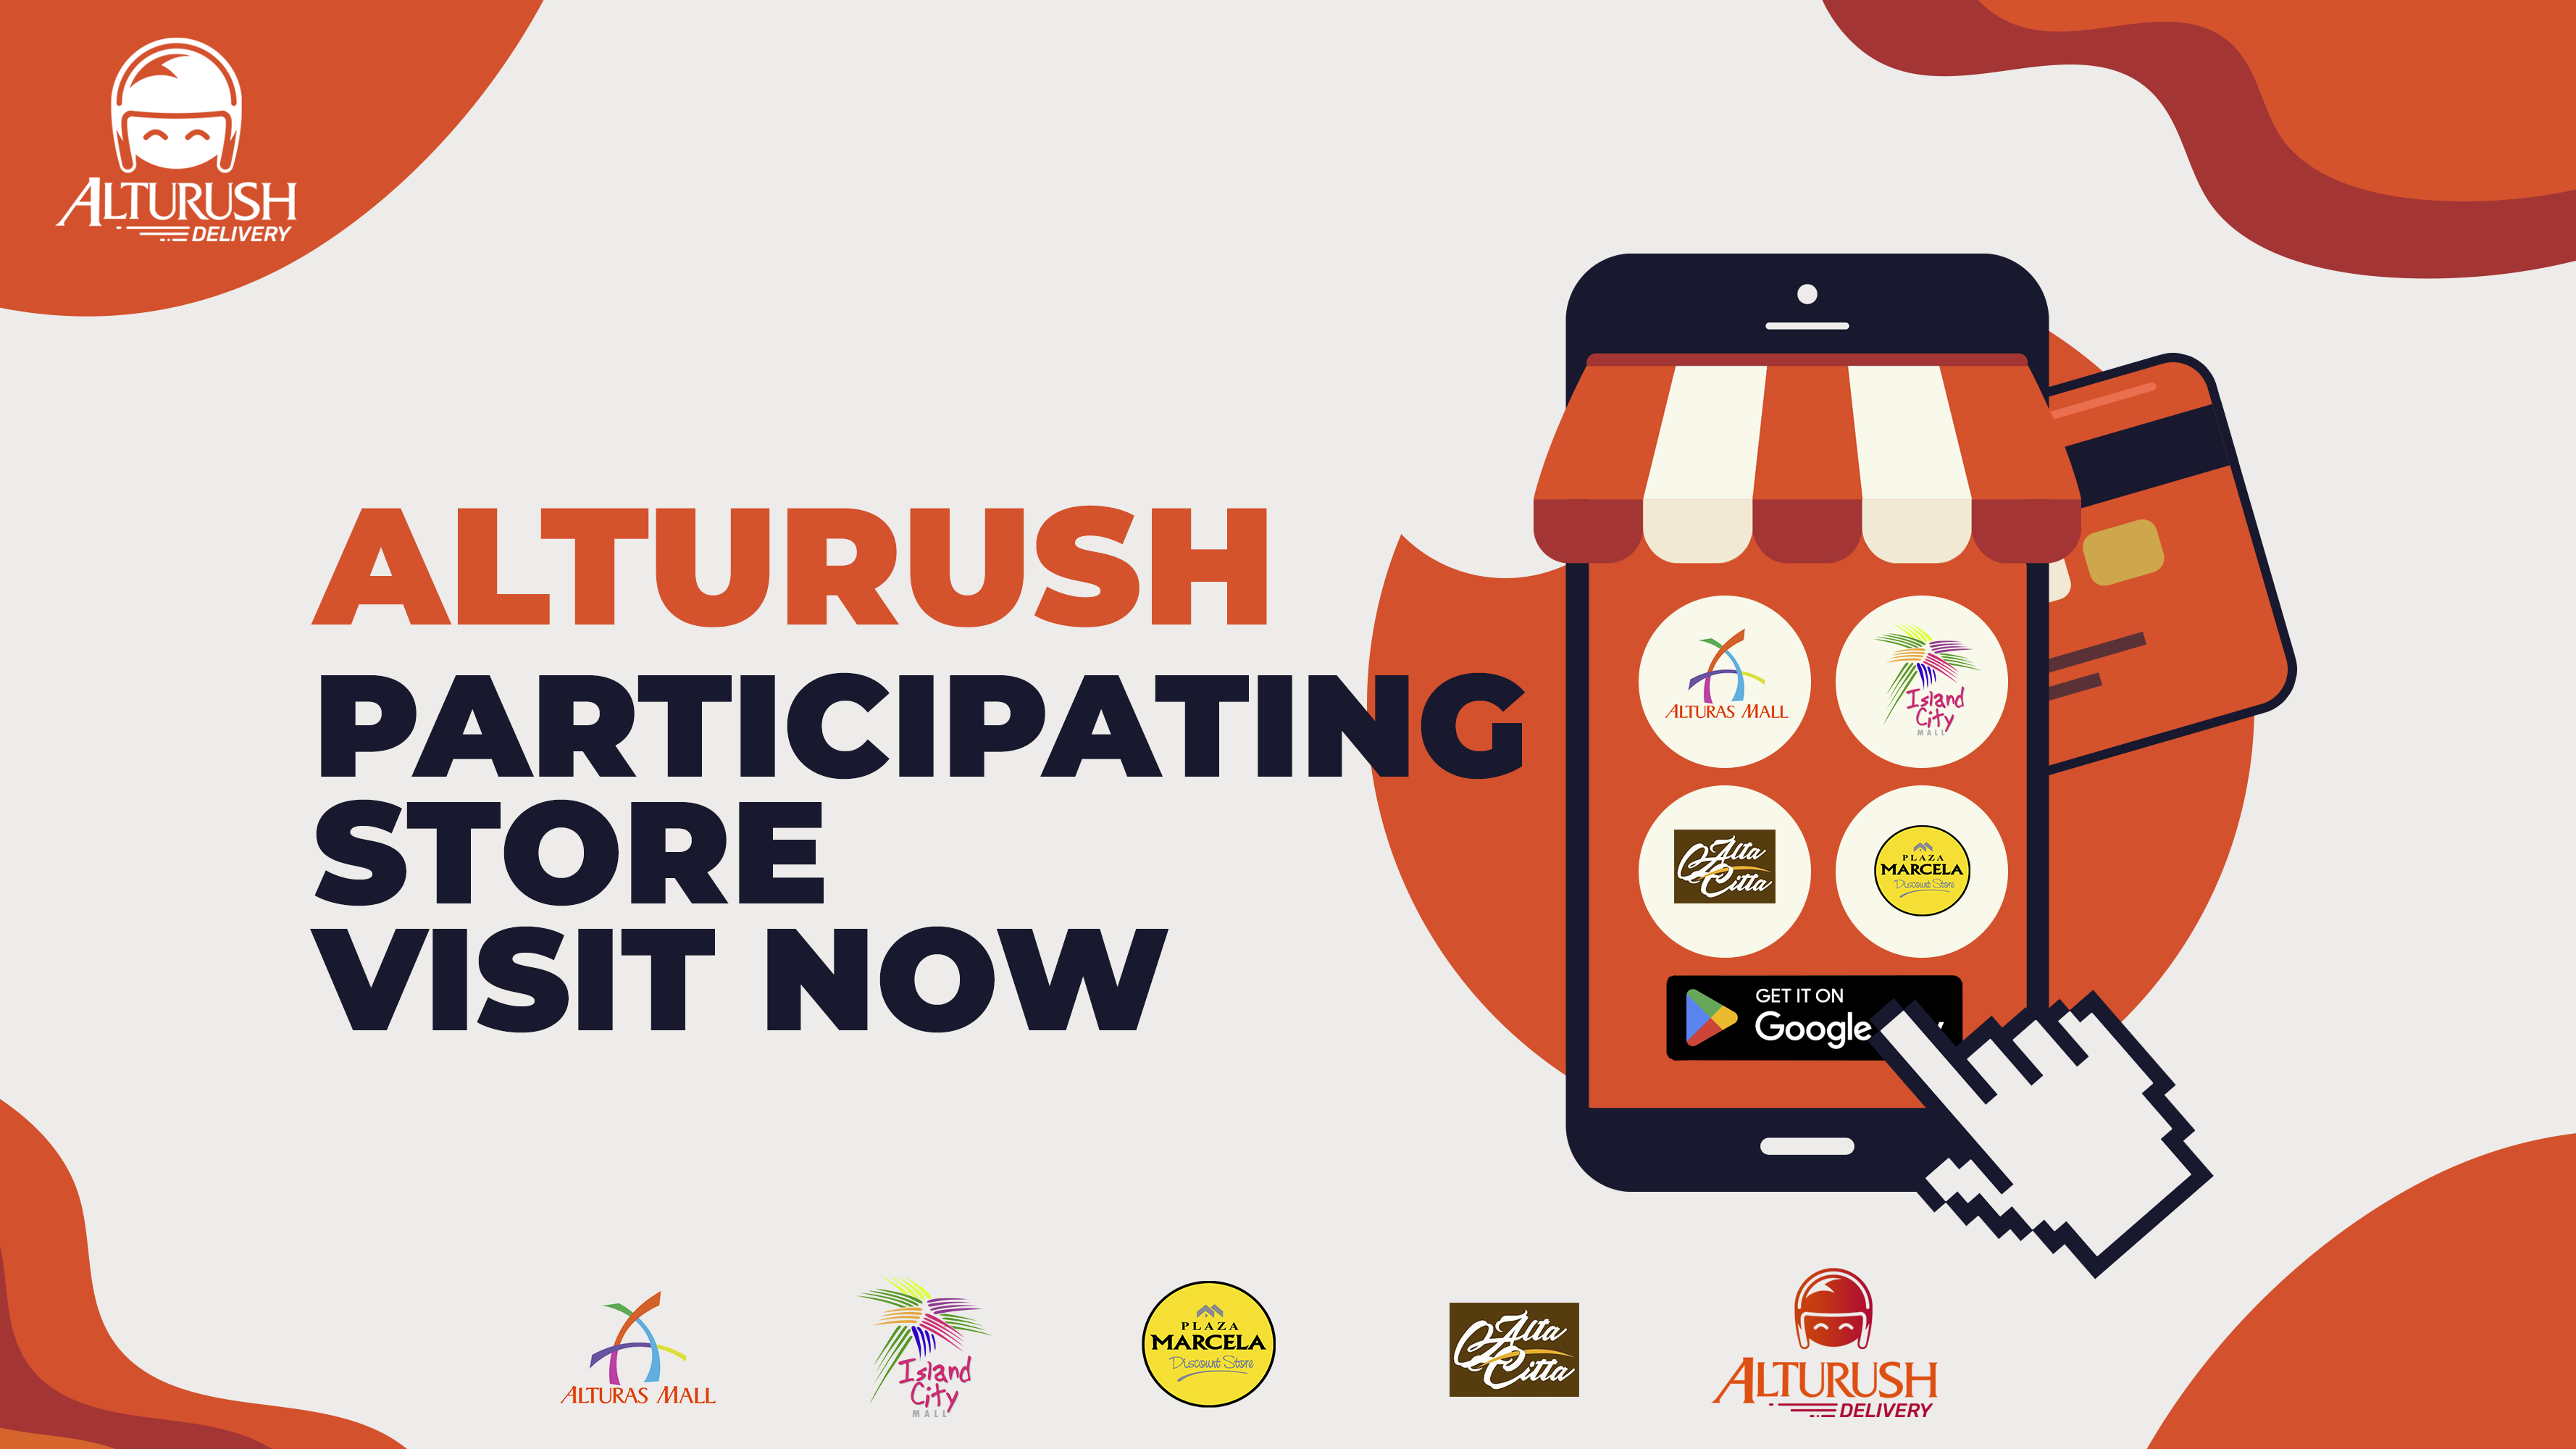 ALTURUSH
DELIVERY
ALTURUSH
PARTICIPATING
STORE
VISIT NOW
ALTURAS MALL
Island
City
MALL
Alta
Citta
PLAZA
MARCELA
Discount Store
GET IT ON
Google
ALTURAS MALL
Island
City
MALL
PLAZA
MARCELA
Discount Store
Alta
Citta
ALTURUSH
DELIVERY